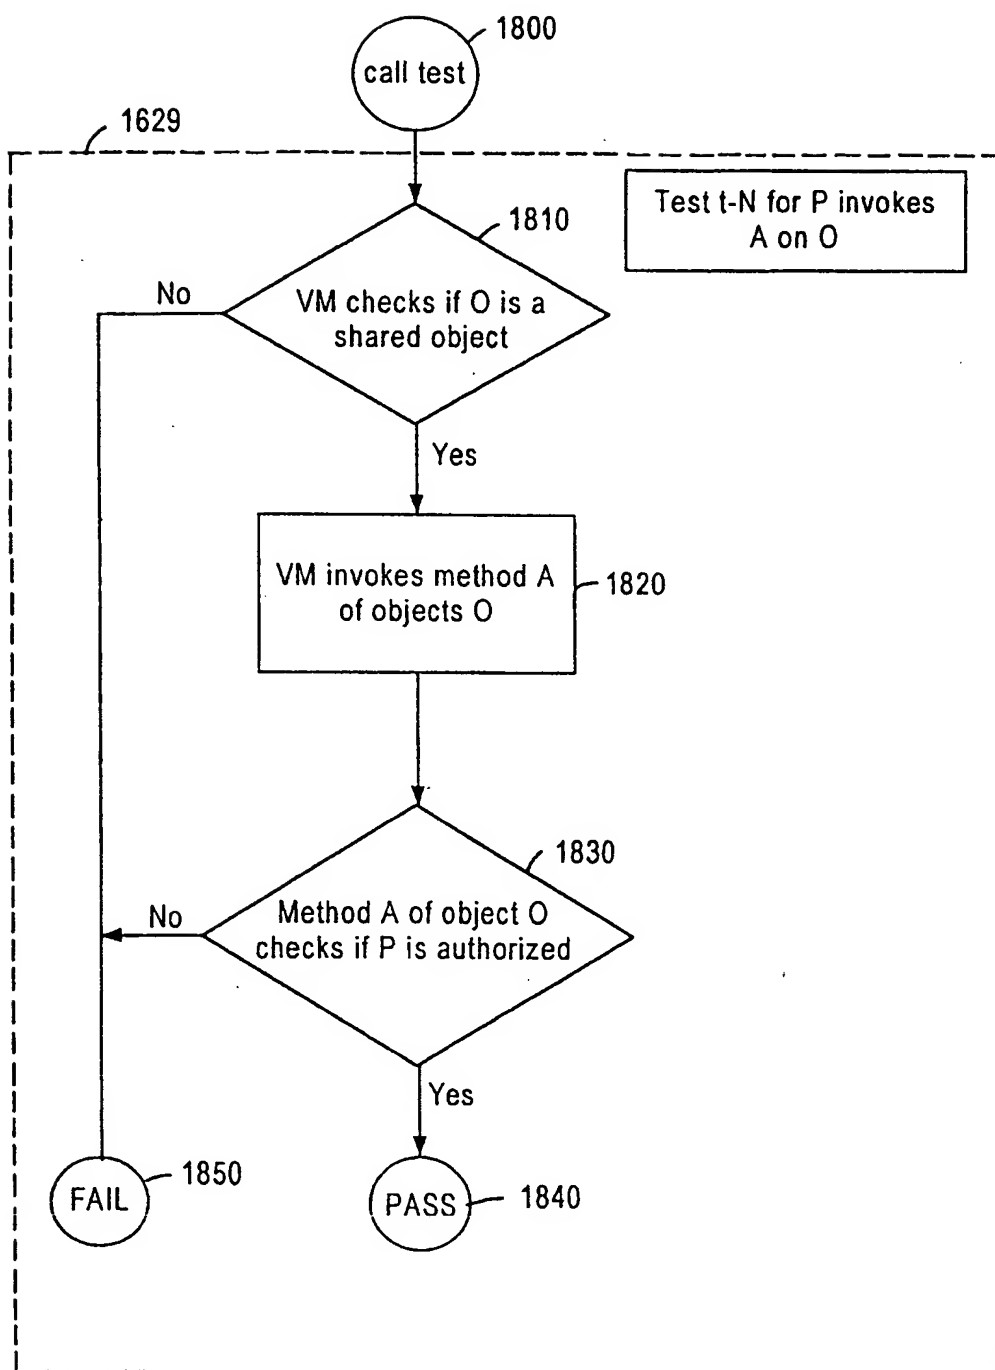 1800
call test
1629
Test t-N for P invokes
A on O
1810
No
VM checks if O is a
shared object
Yes
VM invokes method A
of objects O
1820
1830
No
Method A of object O
checks if P is authorized
Yes
1850
FAIL
1840
PASS